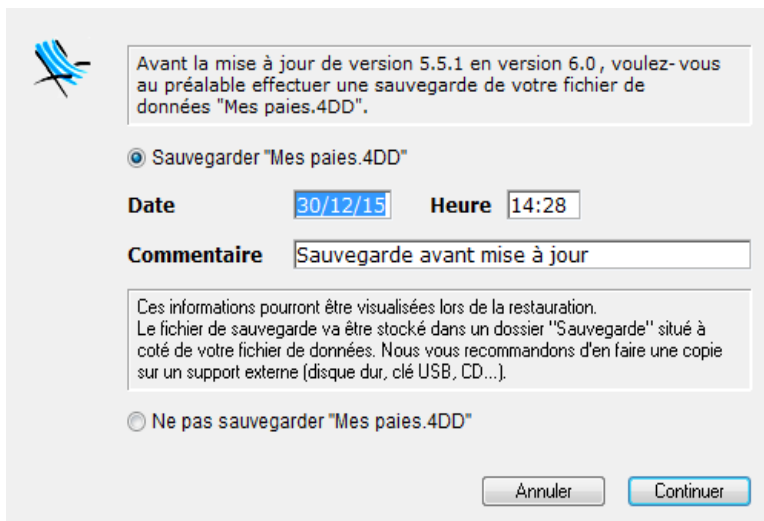 Avant la mise à jour de version 5.5.1 en version 6.0, voulez-vous
au préalable effectuer une sauvegarde de votre fichier de
données "Mes paies.4DD".
Sauvegarder "Mes paies.4DD"
Date 30/12/15 Heure 14:28
Commentaire Sauvegarde avant mise à jour
Ces informations pourront être visualisées lors de la restauration.
Le fichier de sauvegarde va être stocké dans un dossier "Sauvegarde" situé à
coté de votre fichier de données. Nous vous recommandons d'en faire une copie
sur un support externe (disque dur, clé USB, CD...).
Ne pas sauvegarder "Mes paies.4DD"
Annuler Continuer